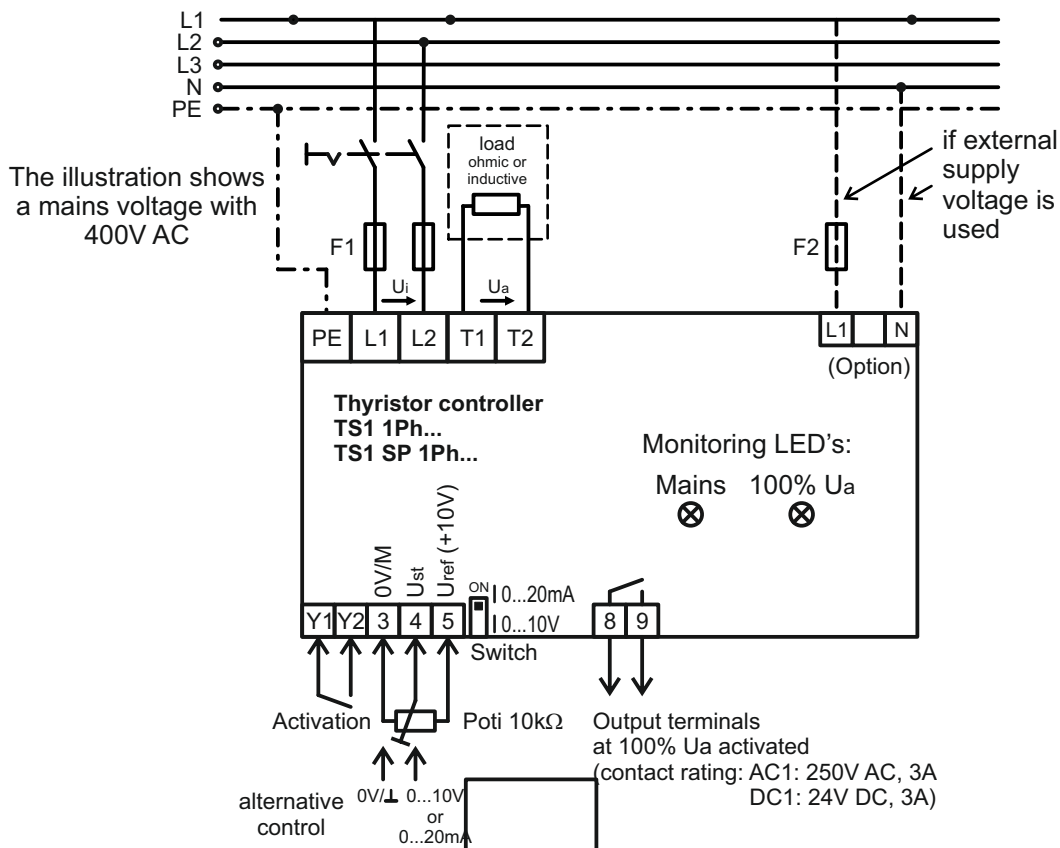 L1
L2
L3
N
PE
The illustration shows
a mains voltage with
400V AC
load
ohmic or
inductive
if external
supply
voltage is
used
F1
F2
Ui
Ua
PE L1 L2 T1 T2
L1 N
(Option)
Thyristor controller
TS1 1Ph...
TS1 SP 1Ph...
Monitoring LED's:
Mains 100% Ua
0V/M
Ust
Uref (+10V)
ON
0...20mA
0...10V
Y1 Y2 3 4 5
8 9
Switch
Activation
Poti 10kΩ
Output terminals
at 100% Ua activated
(contact rating: AC1: 250V AC, 3A
DC1: 24V DC, 3A)
alternative
control
0V/⊥
0...10V
or
0...20mA